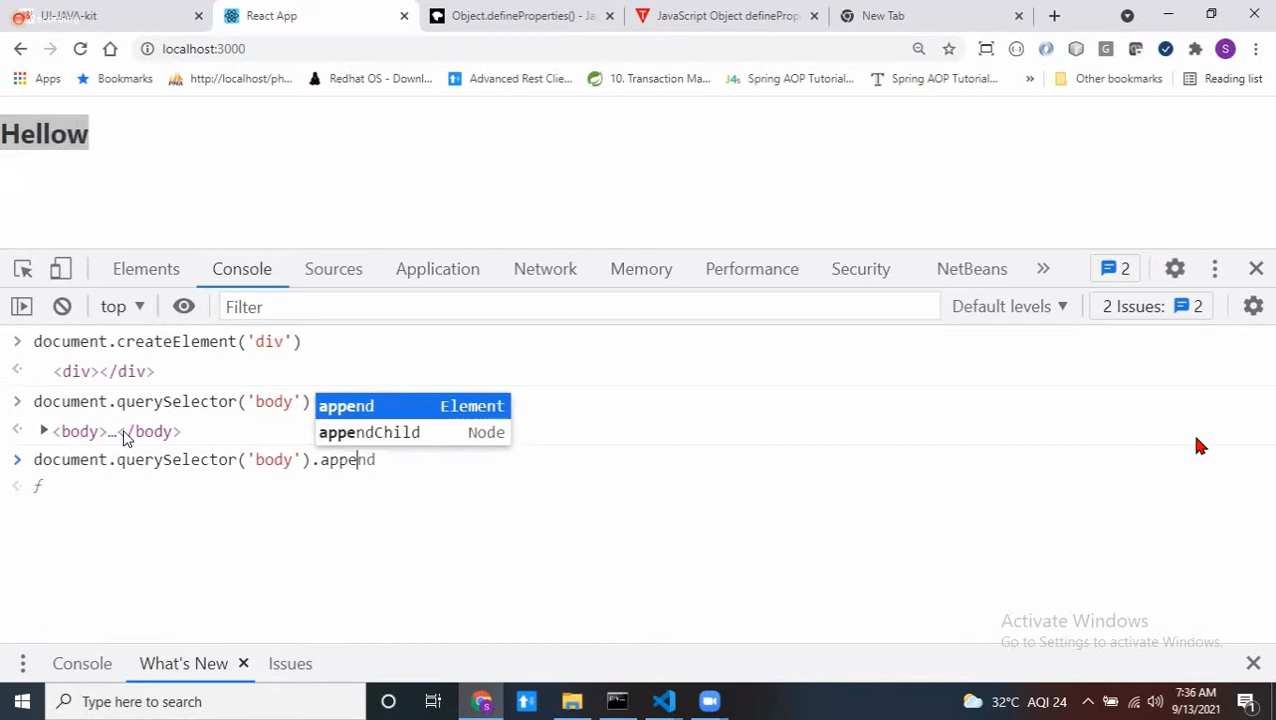 UI-JAVA-kit
React App
Object.defineProperties() - Ja
JavaScript Object defineProp
New Tab
localhost:3000
S
Apps
Bookmarks
http://localhost/ph...
Redhat OS - Downl...
Advanced Rest Clie...
10. Transaction Ma...
Spring AOP Tutorial...
Spring AOP Tutorial...
»
Other bookmarks
Reading list
Hellow
Elements
Console
Sources
Application
Network
Memory
Performance
Security
NetBeans
»
2
top
Filter
Default levels
2 Issues:
2
document.createElement('div')
<div></div>
document.querySelector('body')
<body>…</body>
append Element
appendChild Node
document.querySelector('body').append
f
Activate Windows
Go to Settings to activate Windows.
Console
What's New
Issues
Type here to search
32°C AQI 24
7:36 AM
9/13/2021
1